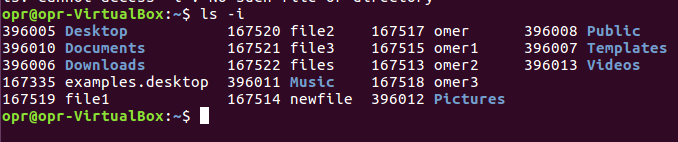 opr@opr-VirtualBox:~$ ls -i
396005 Desktop 167520 file2 167517 omer 396008 Public
396010 Documents 167521 file3 167515 omer1 396007 Templates
396006 Downloads 167522 files 167513 omer2 396013 Videos
167335 examples.desktop 396011 Music 167518 omer3
167519 file1 167514 newfile 396012 Pictures
opr@opr-VirtualBox:~$